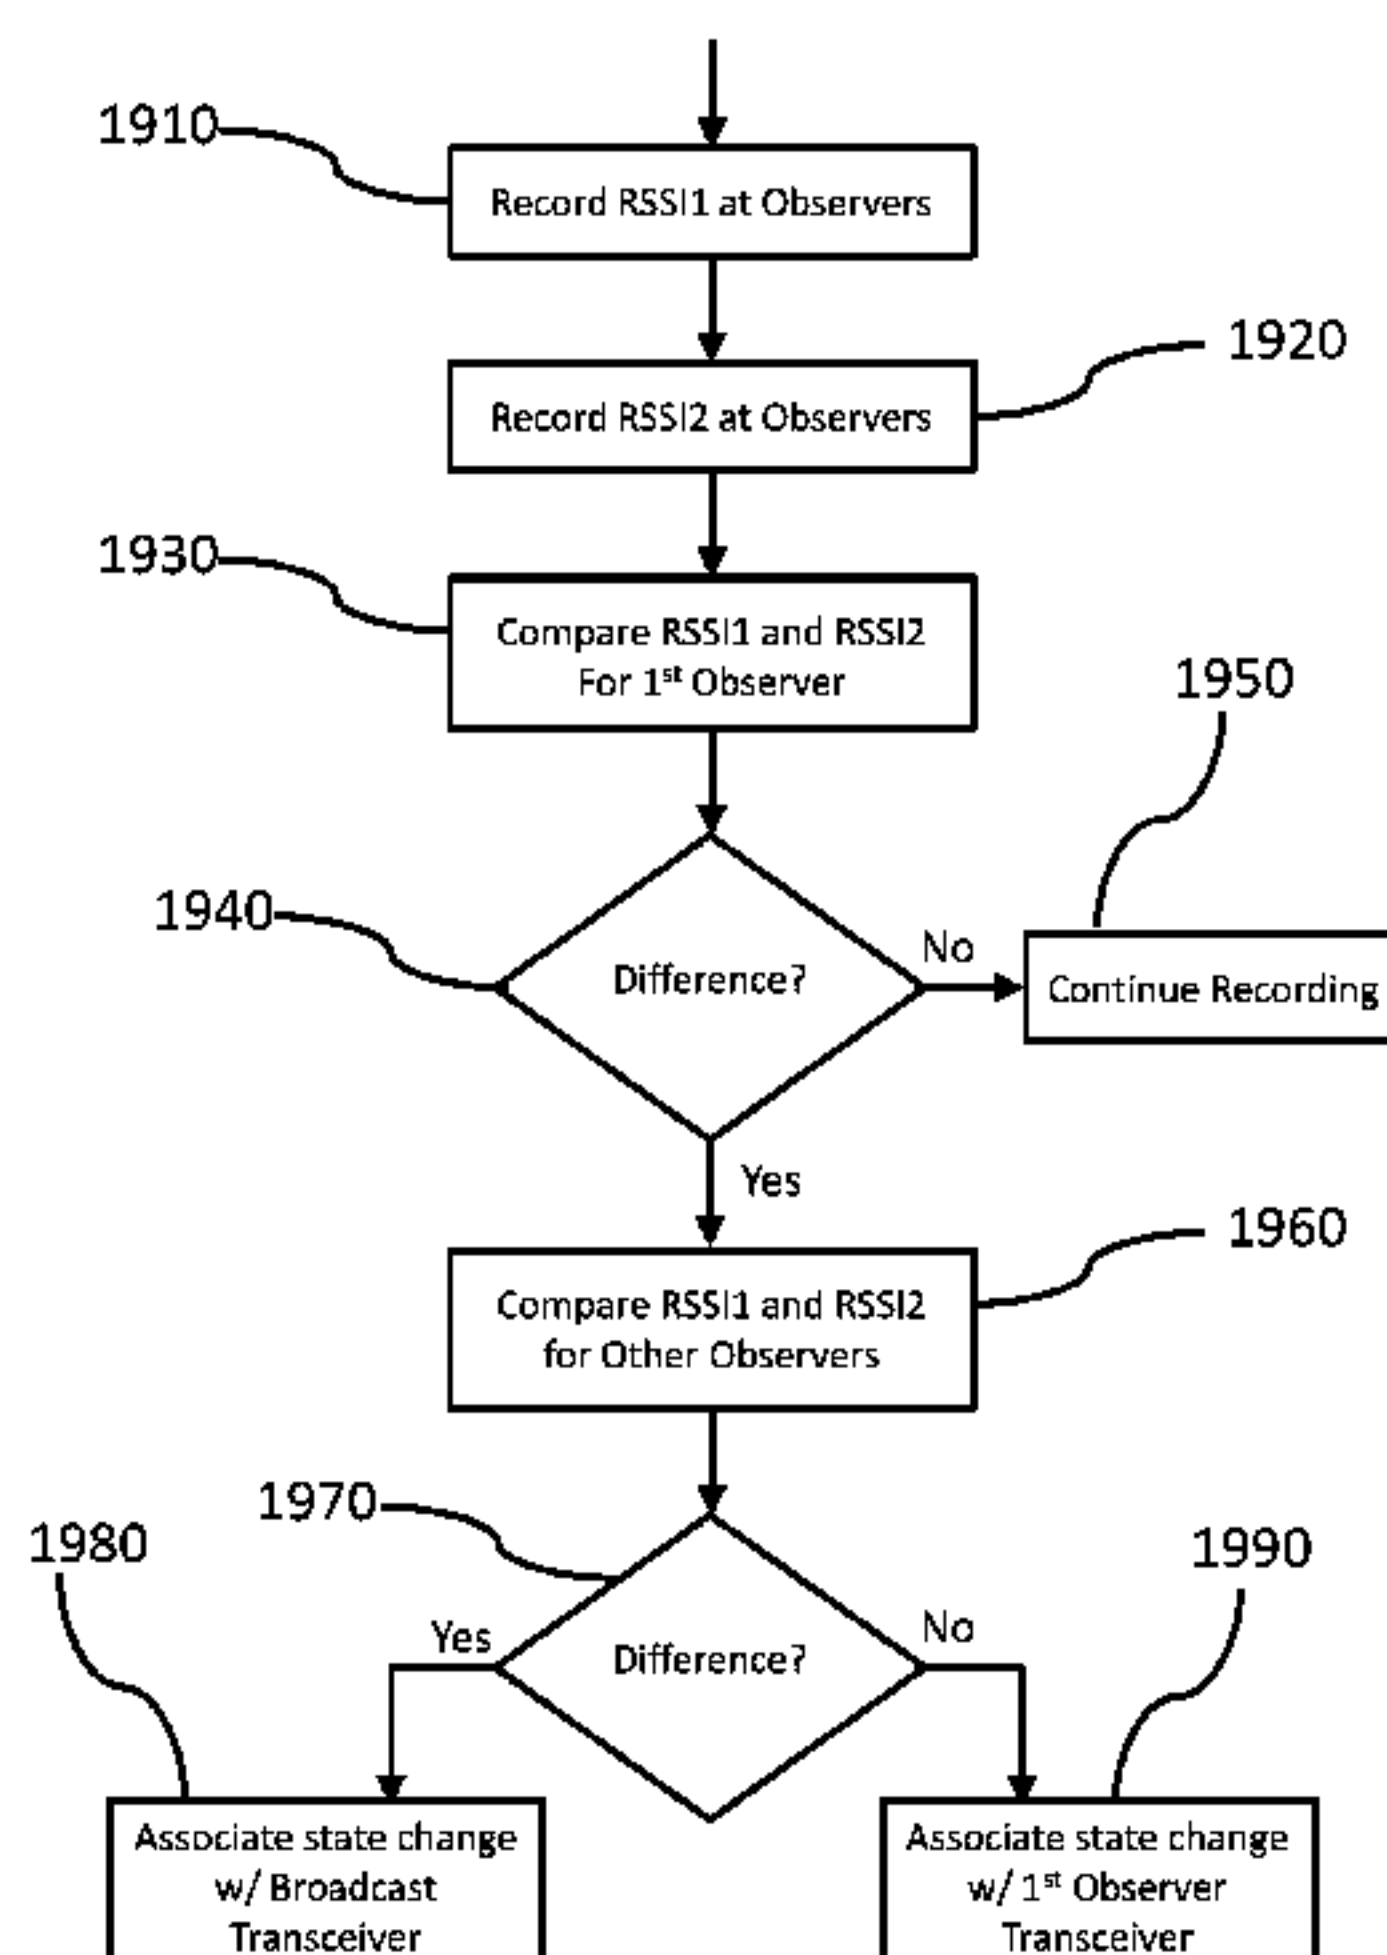 1910
Record RSSI1 at Observers
1920
Record RSSI2 at Observers
1930
Compare RSSI1 and RSSI2
For 1st Observer
1950
1940
Difference?
No
Continue Recording
Yes
1960
Compare RSSI1 and RSSI2
for Other Observers
1970
1980
1990
Yes
Difference?
No
Associate state change
w/ Broadcast
Transceiver
Associate state change
w/ 1st Observer
Transceiver